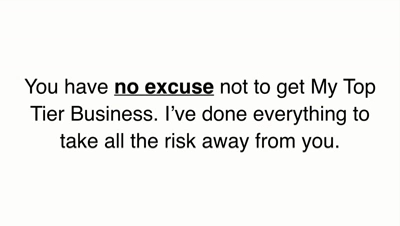 You have no excuse not to get My Top
Tier Business. I’ve done everything to
take all the risk away from you.